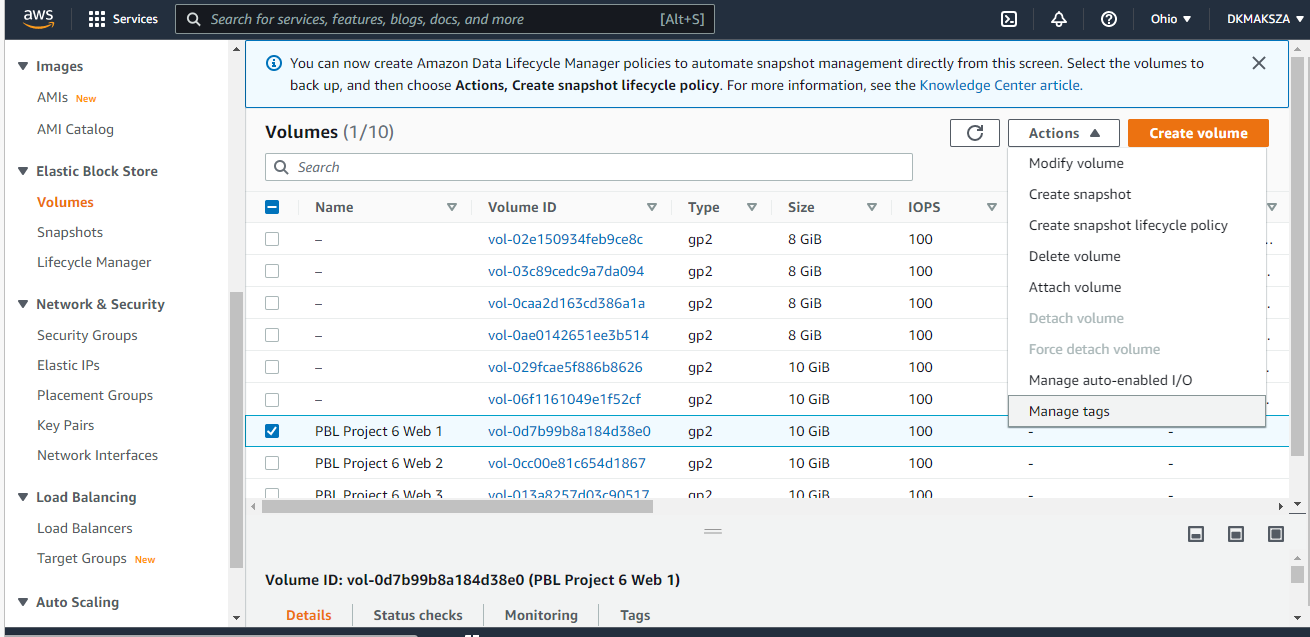 aws
Services
Search for services, features, blogs, docs, and more
[Alt+S]
Ohio
DKMAKSZA
Images
AMIs New
AMI Catalog
Elastic Block Store
Volumes
Snapshots
Lifecycle Manager
Network & Security
Security Groups
Elastic IPs
Placement Groups
Key Pairs
Network Interfaces
Load Balancing
Load Balancers
Target Groups New
Auto Scaling
You can now create Amazon Data Lifecycle Manager policies to automate snapshot management directly from this screen. Select the volumes to
back up, and then choose Actions, Create snapshot lifecycle policy. For more information, see the Knowledge Center article.
Volumes (1/10)
Actions
Create volume
Search
Name Volume ID Type Size IOPS
– vol-02e150934feb9ce8c gp2 8 GiB 100
– vol-03c89cedc9a7da094 gp2 8 GiB 100
– vol-0caa2d163cd386a1a gp2 8 GiB 100
– vol-0ae0142651ee3b514 gp2 8 GiB 100
– vol-029fcae5f886b8626 gp2 10 GiB 100
– vol-06f1161049e1f52cf gp2 10 GiB 100
PBL Project 6 Web 1 vol-0d7b99b8a184d38e0 gp2 10 GiB 100 - -
PBL Project 6 Web 2 vol-0cc00e81c654d1867 gp2 10 GiB 100 - -
PBL Project 6 Web 3 vol-013a8257d03c90517 gp2 10 GiB 100 - -
Modify volume
Create snapshot
Create snapshot lifecycle policy
Delete volume
Attach volume
Detach volume
Force detach volume
Manage auto-enabled I/O
Manage tags
Volume ID: vol-0d7b99b8a184d38e0 (PBL Project 6 Web 1)
Details
Status checks
Monitoring
Tags